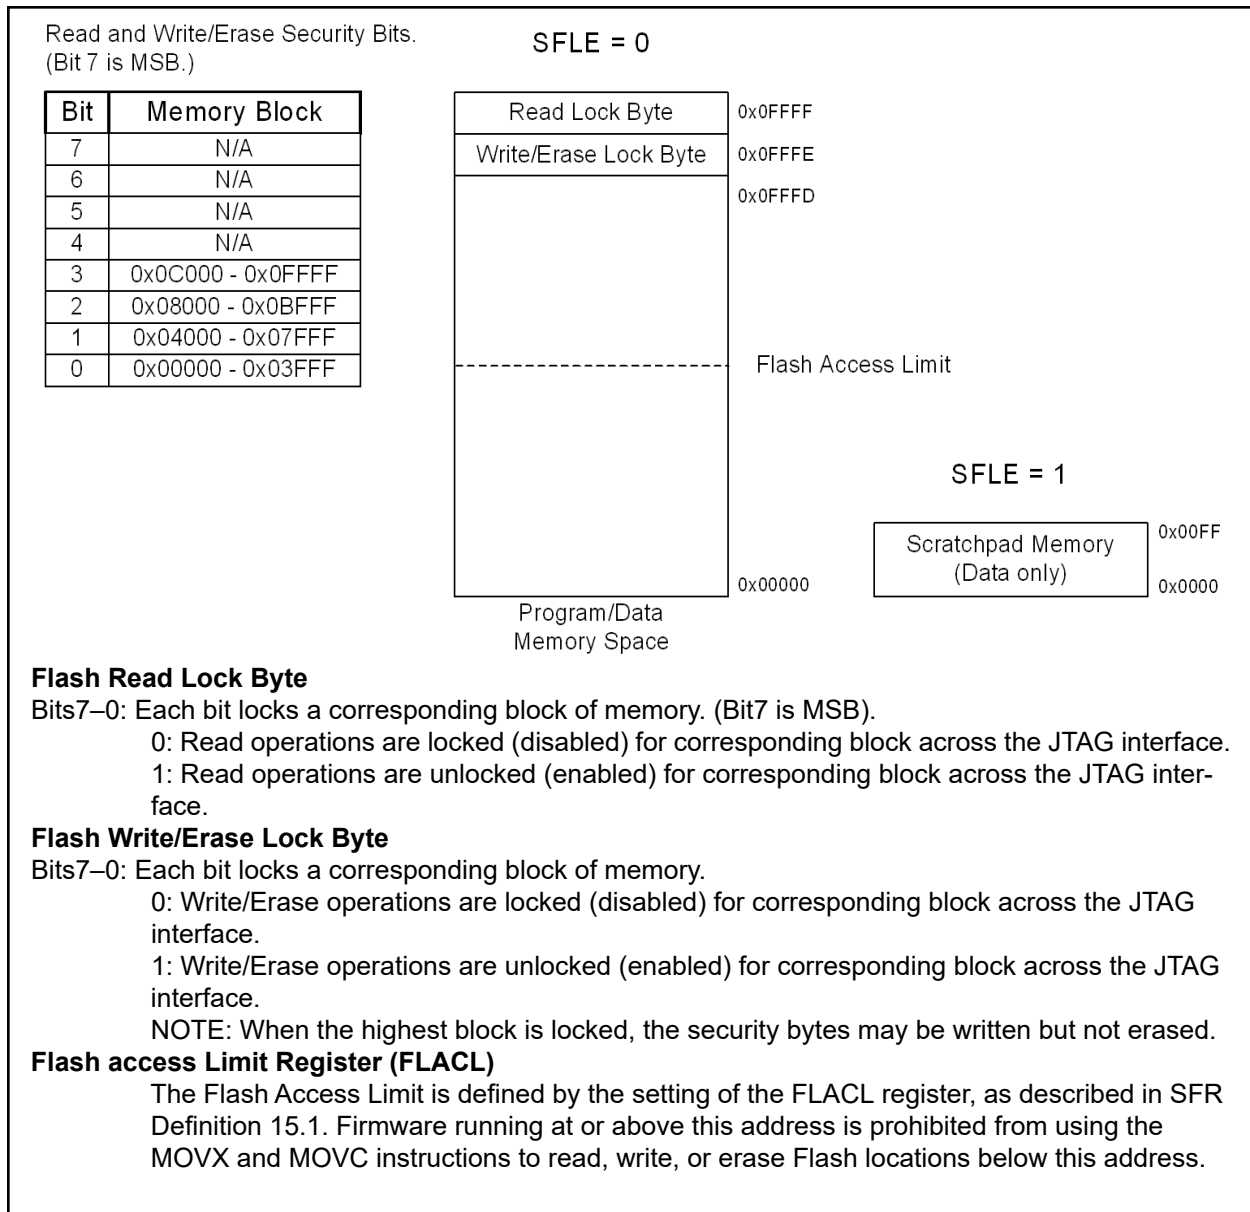 Read and Write/Erase Security Bits.
(Bit 7 is MSB.)
SFLE = 0
Bit Memory Block
7 N/A
6 N/A
5 N/A
4 N/A
3 0x0C000 - 0x0FFFF
2 0x08000 - 0x0BFFF
1 0x04000 - 0x07FFF
0 0x00000 - 0x03FFF
Read Lock Byte 0x0FFFF
Write/Erase Lock Byte 0x0FFFE
0x0FFFD
Flash Access Limit
0x00000
Program/Data
Memory Space
SFLE = 1
Scratchpad Memory
(Data only)
0x00FF
0x0000
Flash Read Lock Byte
Bits7–0: Each bit locks a corresponding block of memory. (Bit7 is MSB).
0: Read operations are locked (disabled) for corresponding block across the JTAG interface.
1: Read operations are unlocked (enabled) for corresponding block across the JTAG inter-
face.
Flash Write/Erase Lock Byte
Bits7–0: Each bit locks a corresponding block of memory.
0: Write/Erase operations are locked (disabled) for corresponding block across the JTAG
interface.
1: Write/Erase operations are unlocked (enabled) for corresponding block across the JTAG
interface.
NOTE: When the highest block is locked, the security bytes may be written but not erased.
Flash access Limit Register (FLACL)
The Flash Access Limit is defined by the setting of the FLACL register, as described in SFR
Definition 15.1. Firmware running at or above this address is prohibited from using the
MOVX and MOVC instructions to read, write, or erase Flash locations below this address.